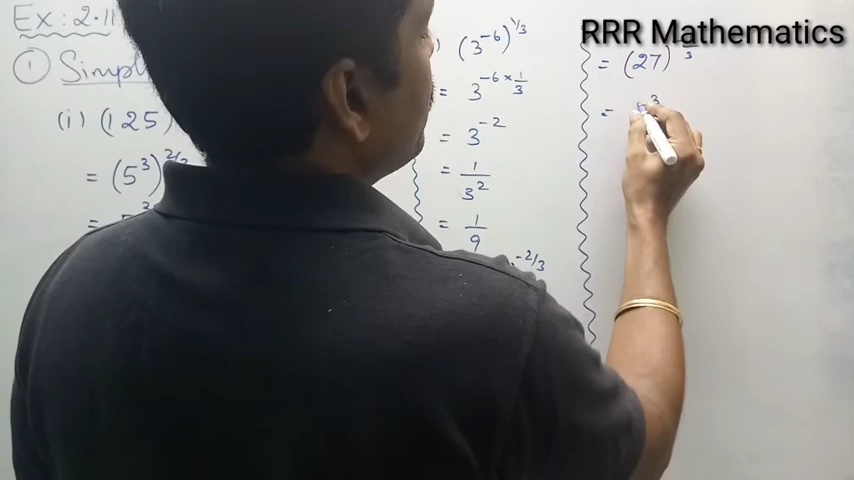 RRR Mathematics
Ex: 2.11
① Simpl
(i) (125)
= (5³)^2/3
=
(3⁻⁶)^1/3
= 3^-6×1/3
= 3⁻²
= 1/3²
= 1/9
-2/3
= (27)
=